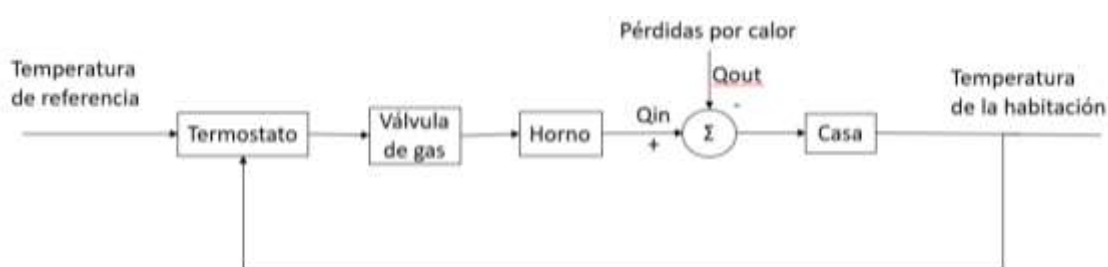 Pérdidas por calor
Temperatura
de referencia
Qout
-
Temperatura
de la habitación
Termostato
Válvula
de gas
Horno
Qin
+
Σ
Casa